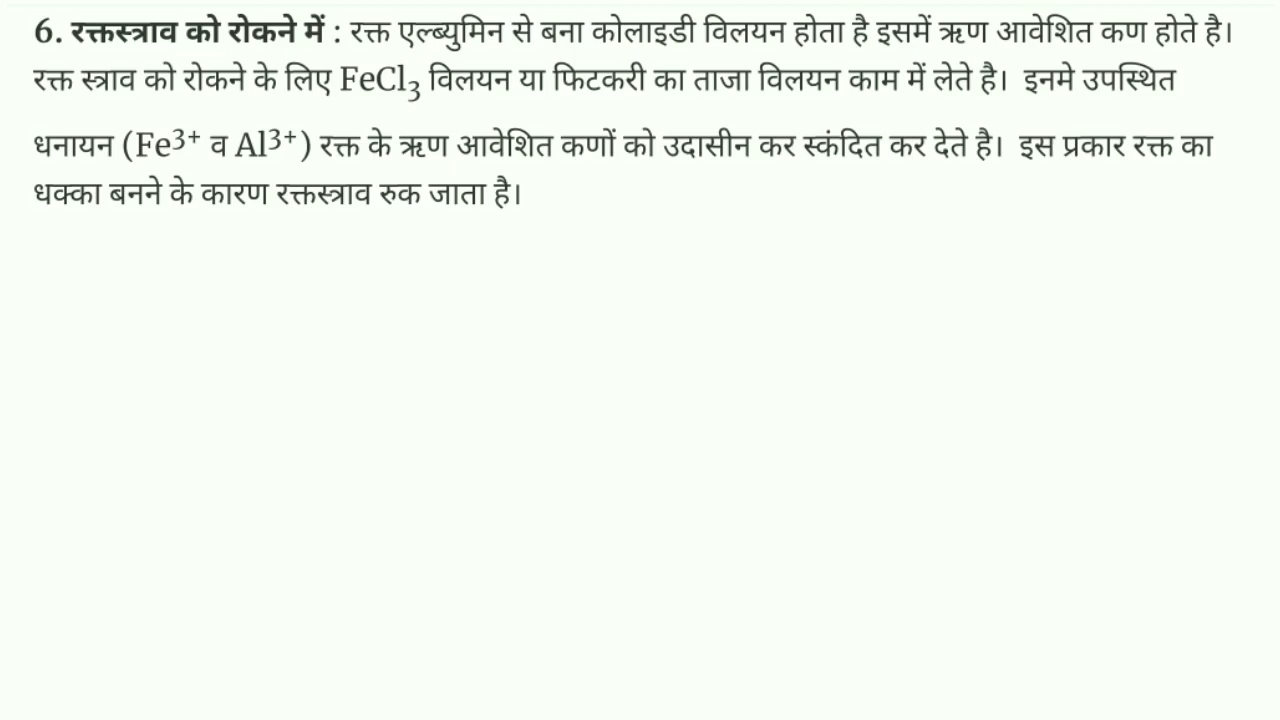 6. रक्तस्त्राव को रोकने में : रक्त एल्ब्युमिन से बना कोलाइडी विलयन होता है इसमें ऋण आवेशित कण होते है।
रक्त स्त्राव को रोकने के लिए FeCl₃ विलयन या फिटकरी का ताजा विलयन काम में लेते है। इनमे उपस्थित
धनायन (Fe³⁺ व Al³⁺) रक्त के ऋण आवेशित कणों को उदासीन कर स्कंदित कर देते है। इस प्रकार रक्त का
धक्का बनने के कारण रक्तस्त्राव रुक जाता है।